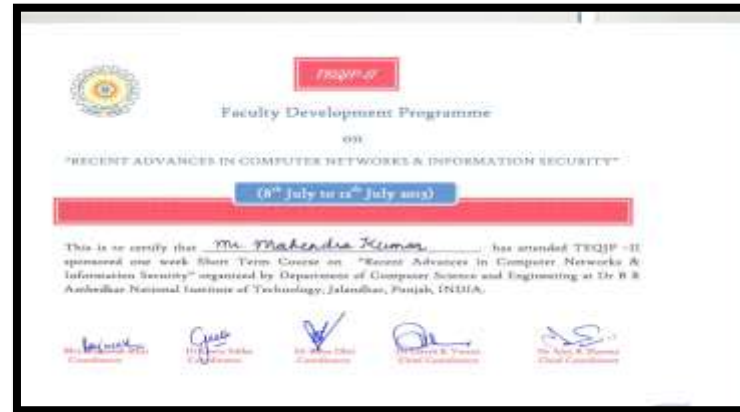 TEQIP-II
Faculty Development Programme
on
"RECENT ADVANCES IN COMPUTER NETWORKS & INFORMATION SECURITY"
(8th July to 12th July 2013)
This is to certify that Mr. Mahendra Kumar has attended TEQIP -II
sponsored one week Short Term Course on "Recent Advances in Computer Networks &
Information Security" organized by Department of Computer Science and Engineering at Dr B R
Ambedkar National Institute of Technology, Jalandhar, Punjab, INDIA.
Coordinator Coordinator Coordinator Chief Coordinator Chief Coordinator